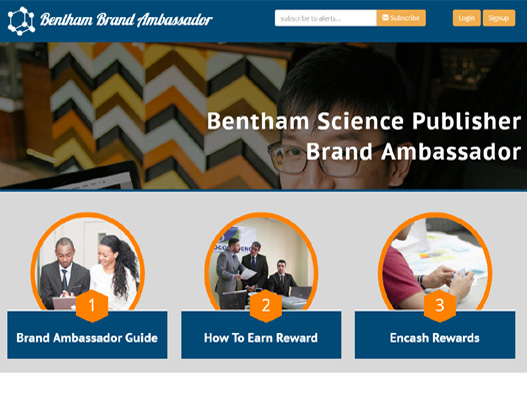 Bentham Brand Ambassador
subscribe to alerts...
Subscribe
Login
Signup
Bentham Science Publisher
Brand Ambassador
1
2
3
Brand Ambassador Guide
How To Earn Reward
Encash Rewards